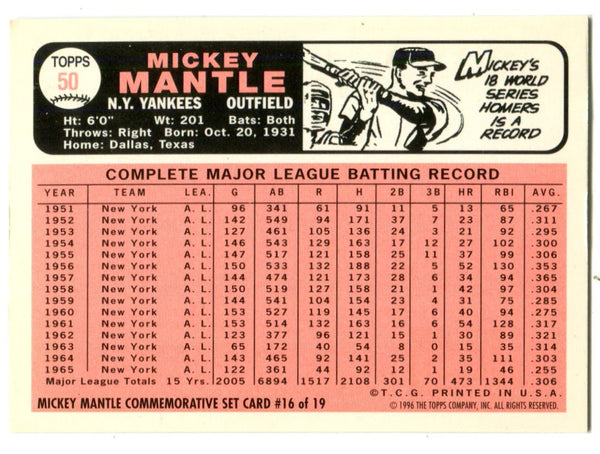 TOPPS
50
MICKEY
MANTLE
N.Y. YANKEES OUTFIELD
Ht: 6'0" Wt: 201 Bats: Both
Throws: Right Born: Oct. 20, 1931
Home: Dallas, Texas
MICKEY'S
18 WORLD
SERIES
HOMERS
IS A
RECORD
COMPLETE MAJOR LEAGUE BATTING RECORD
YEAR TEAM LEA. G AB R H 2B 3B HR RBI AVG.
1951 New York A. L. 96 341 61 91 11 5 13 65 .267
1952 New York A. L. 142 549 94 171 37 7 23 87 .311
1953 New York A. L. 127 461 105 136 24 3 21 92 .295
1954 New York A. L. 146 543 129 163 17 12 27 102 .300
1955 New York A. L. 147 517 121 158 25 11 37 99 .306
1956 New York A. L. 150 533 132 188 22 5 52 130 .353
1957 New York A. L. 144 474 121 173 28 6 34 94 .365
1958 New York A. L. 150 519 127 158 21 1 42 97 .304
1959 New York A. L. 144 541 104 154 23 4 31 75 .285
1960 New York A. L. 153 527 119 145 17 6 40 94 .275
1961 New York A. L. 153 514 132 163 16 6 54 128 .317
1962 New York A. L. 123 377 96 121 15 1 30 89 .321
1963 New York A. L. 65 172 40 54 8 0 15 35 .314
1964 New York A. L. 143 465 92 141 25 2 35 111 .303
1965 New York A. L. 122 361 44 92 12 1 19 46 .255
Major League Totals 15 Yrs. 2005 6894 1517 2108 301 70 473 1344 .306
©T.C.G. PRINTED IN U.S.A.
MICKEY MANTLE COMMEMORATIVE SET CARD #16 of 19 © 1996 THE TOPPS COMPANY, INC. ALL RIGHTS RESERVED.